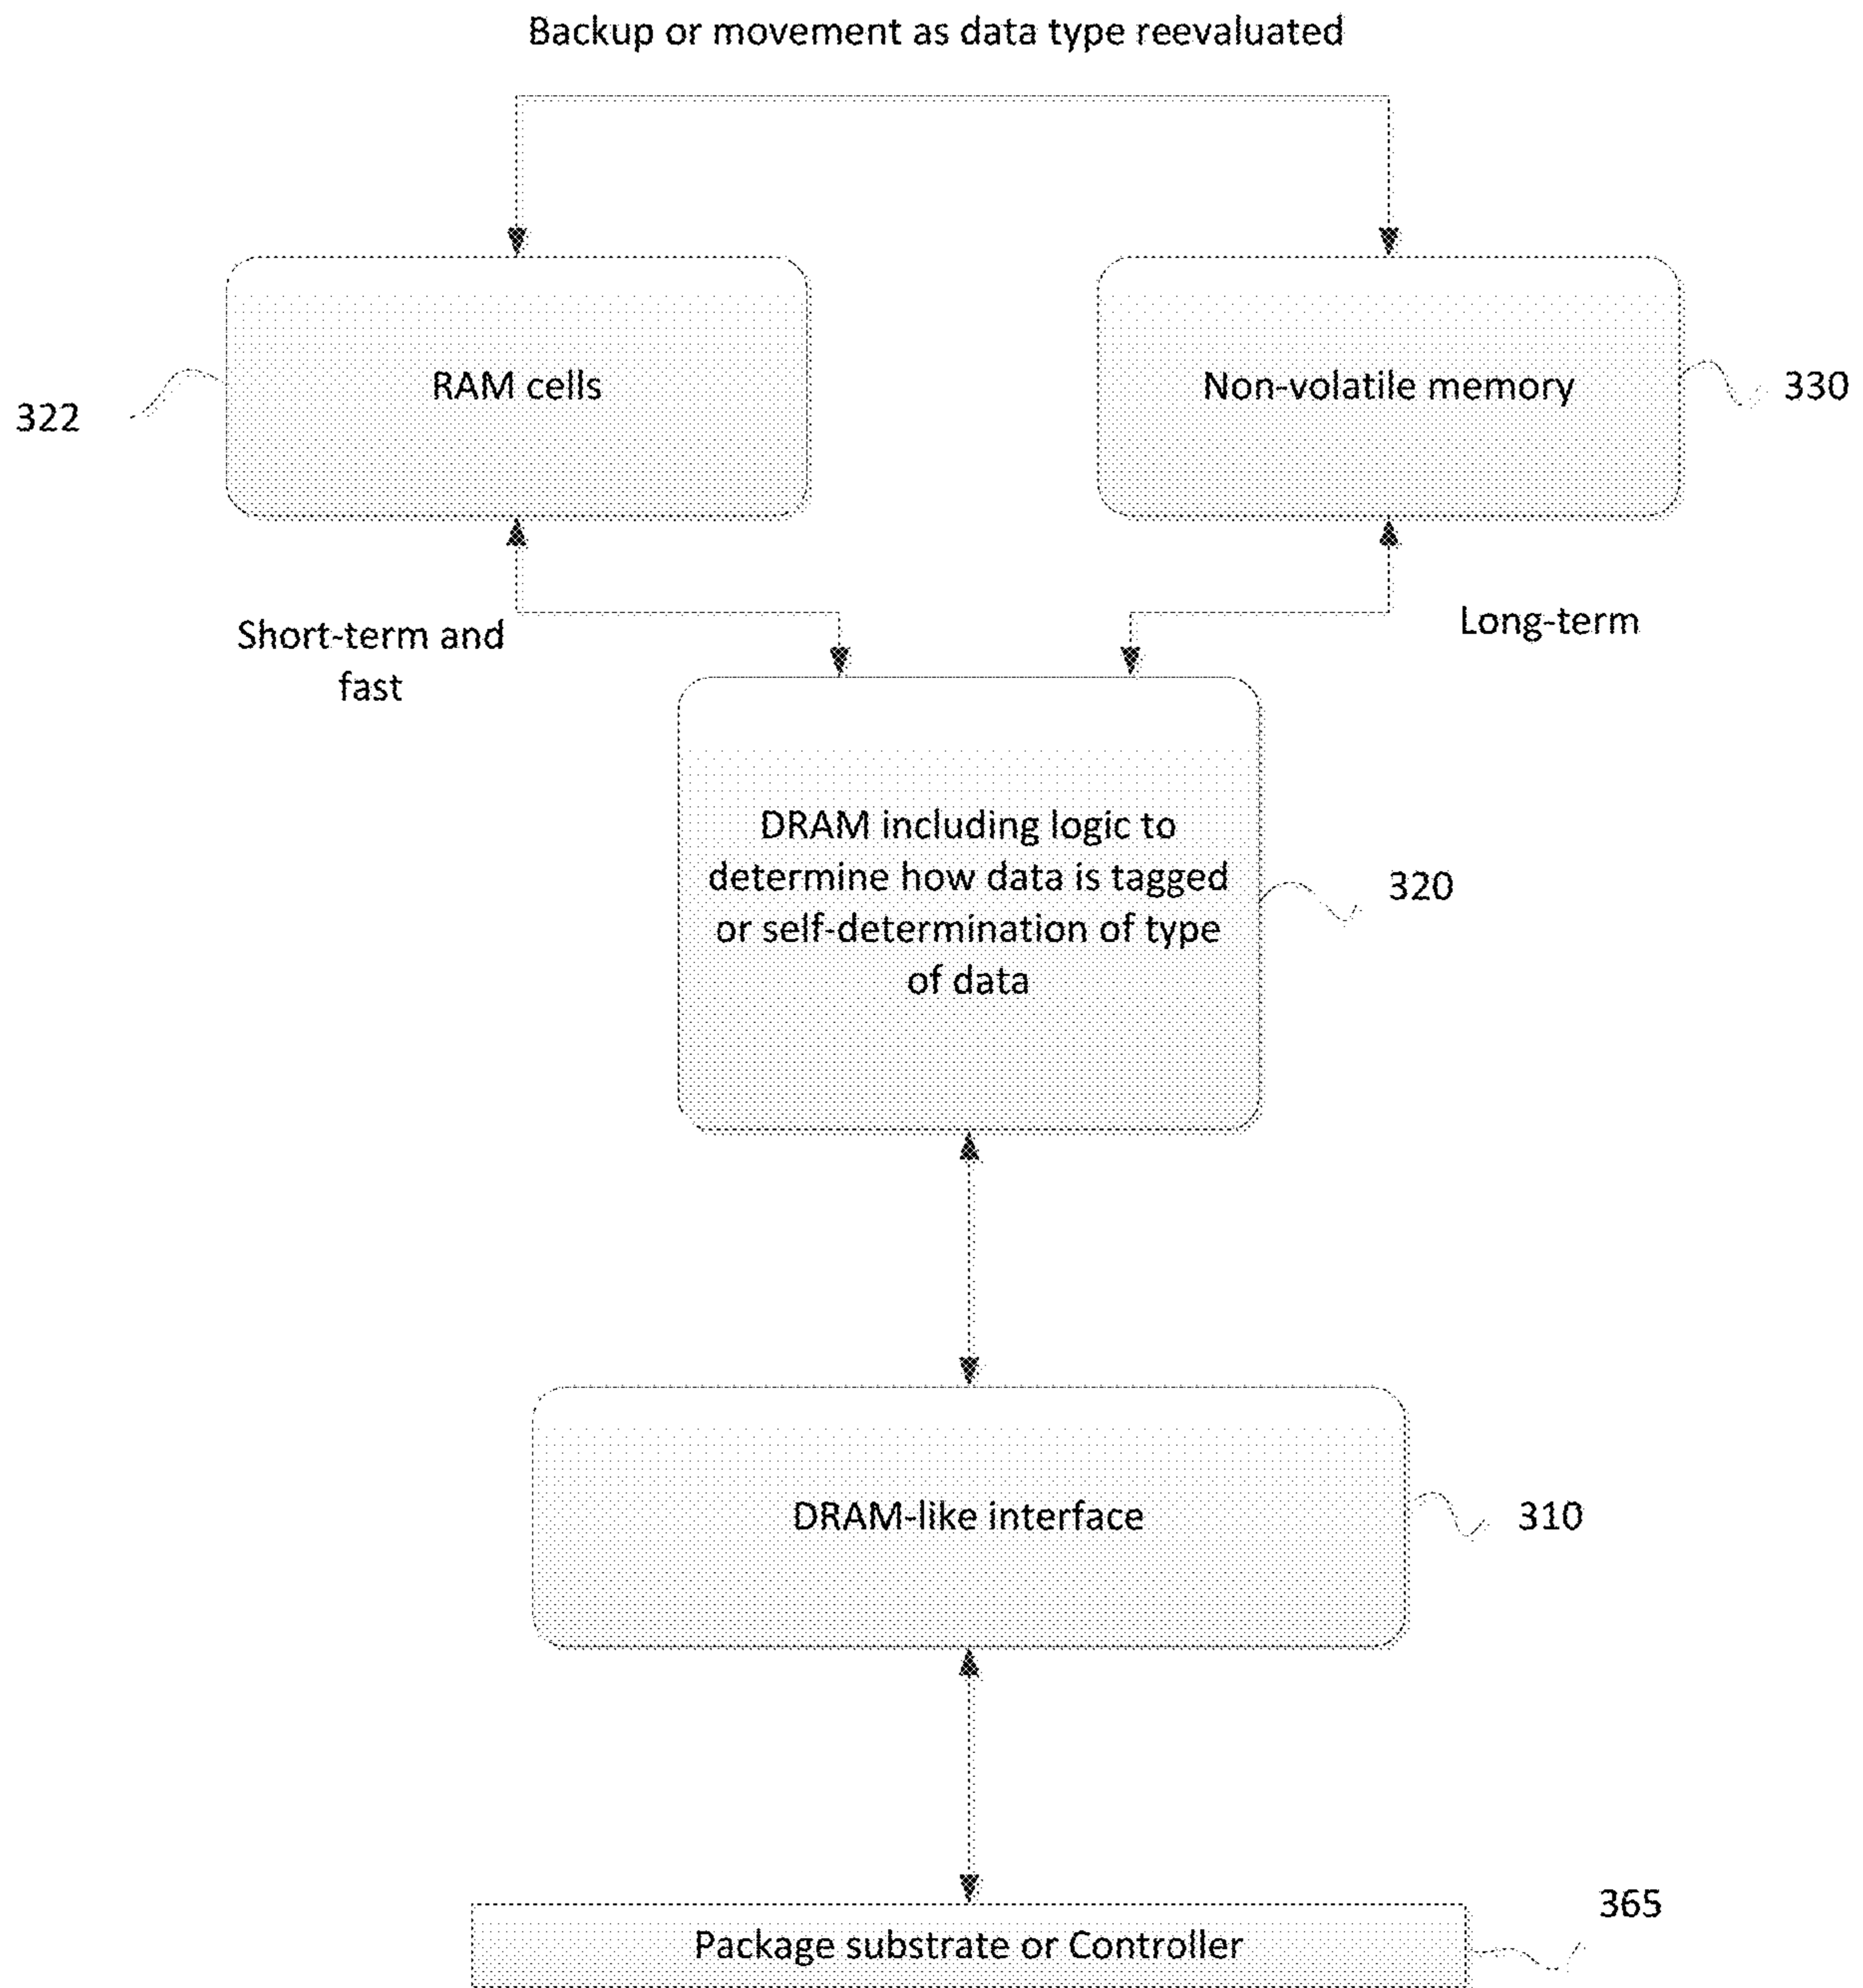 Backup or movement as data type reevaluated
RAM cells
Non-volatile memory
322
330
Short-term and
fast
Long-term
DRAM including logic to
determine how data is tagged
or self-determination of type
of data
320
DRAM-like interface
310
365
Package substrate or Controller